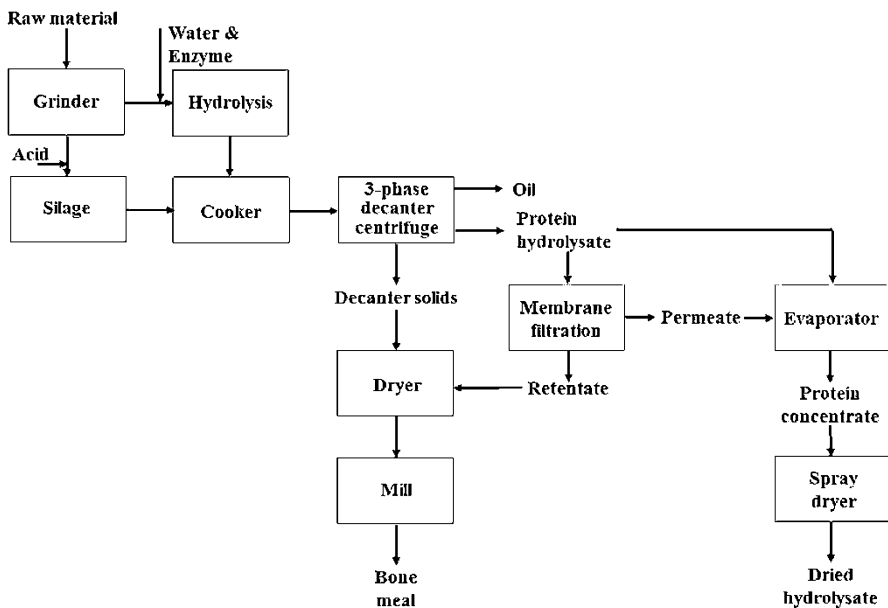 Raw material
Water &
Enzyme
Grinder
Hydrolysis
Acid
Silage
Cooker
3-phase
decanter
centrifuge
Oil
Protein
hydrolysate
Decanter solids
Membrane
filtration
Permeate
Evaporator
Dryer
Retentate
Protein
concentrate
Mill
Spray
dryer
Bone
meal
Dried
hydrolysate